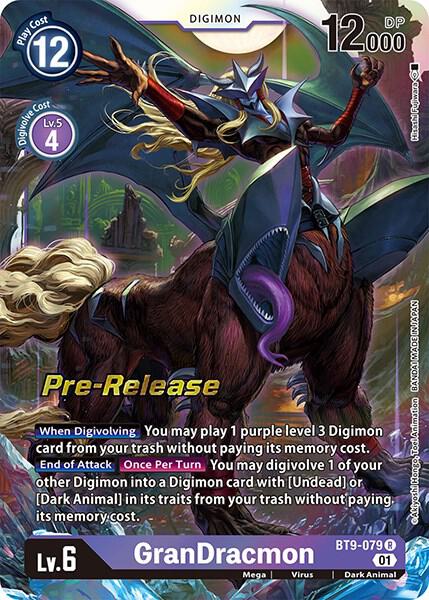 DIGIMON
Play Cost
12
DP
12000
Digivolve Cost
Lv.5
4
Hisashi Fujiwara
Pre-Release
When Digivolving You may play 1 purple level 3 Digimon
card from your trash without paying its memory cost.
End of Attack Once Per Turn You may digivolve 1 of your
other Digimon into a Digimon card with [Undead] or
[Dark Animal] in its traits from your trash without paying
its memory cost.
©Akiyoshi Hongo, Toei Animation BANDAI MADE IN JAPAN
Lv.6
GranDracmon
BT9-079 R
01
Mega | Virus | Dark Animal